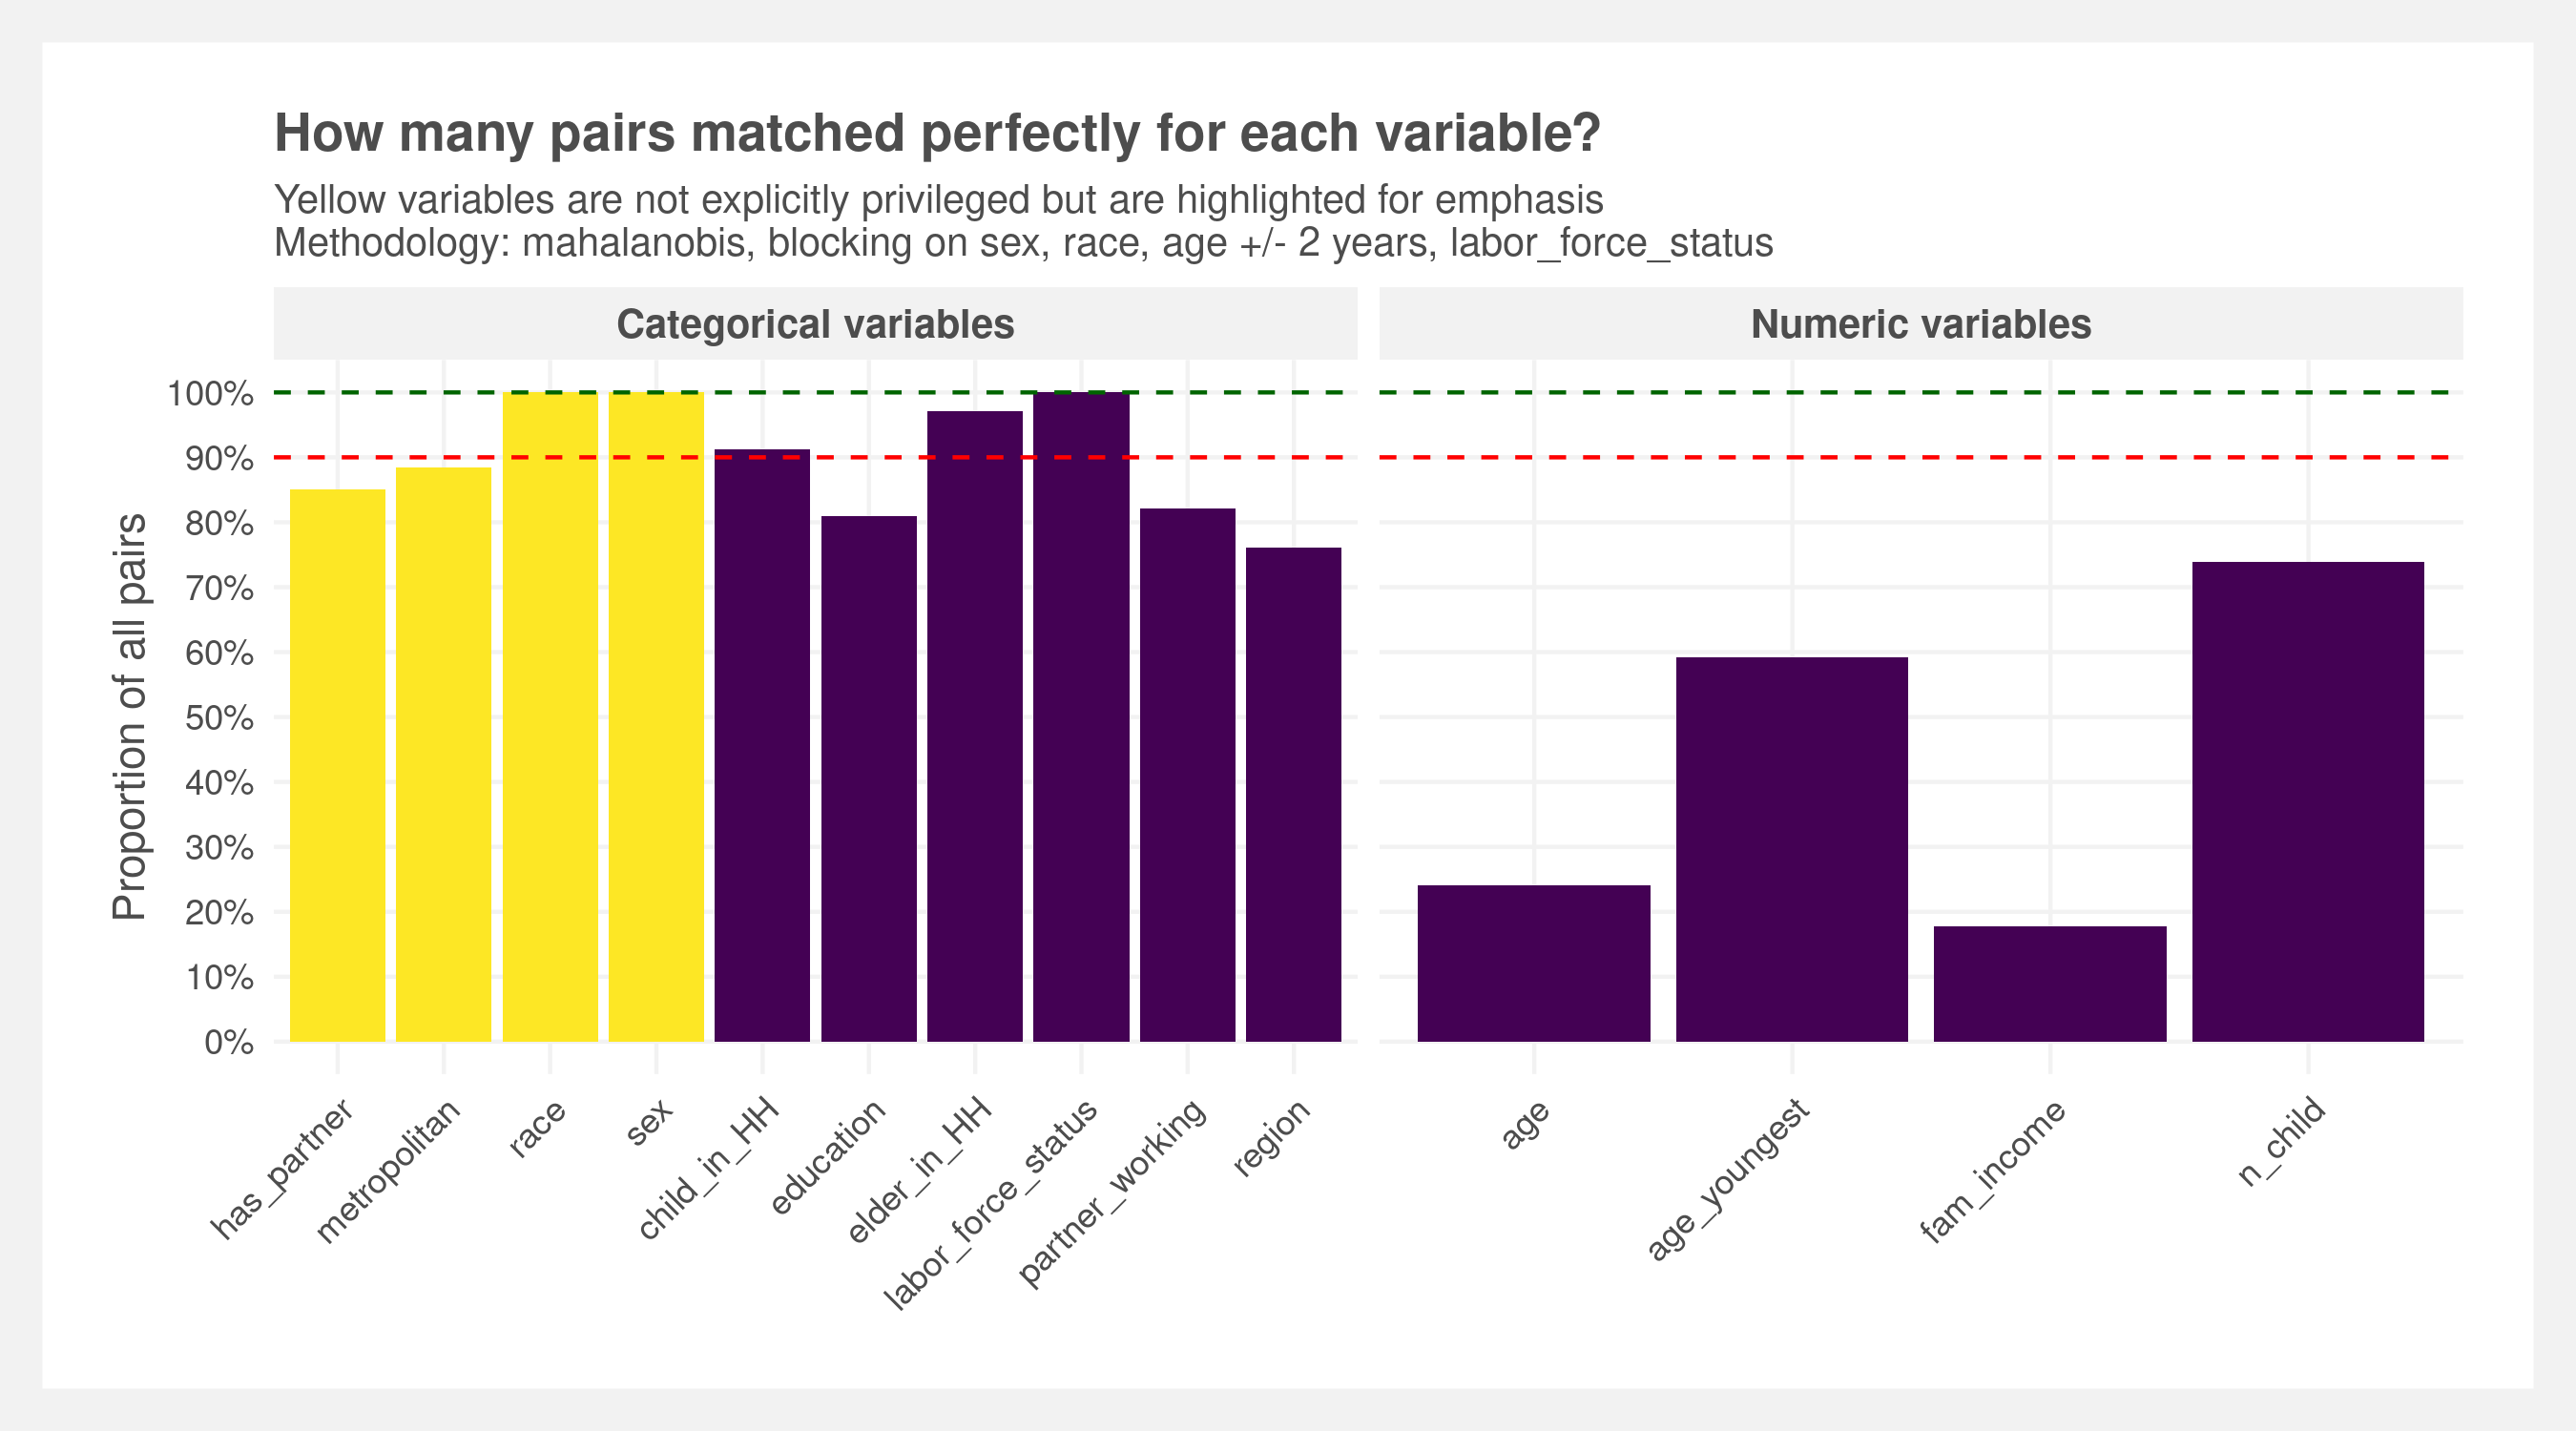 How many pairs matched perfectly for each variable?
Yellow variables are not explicitly privileged but are highlighted for emphasis
Methodology: mahalanobis, blocking on sex, race, age +/- 2 years, labor_force_status
Categorical variables
Numeric variables
Proportion of all pairs
100%
90%
80%
70%
60%
50%
40%
30%
20%
10%
0%
has_partner
metropolitan
race
sex
child_in_HH
education
elder_in_HH
labor_force_status
partner_working
region
age
age_youngest
fam_income
n_child